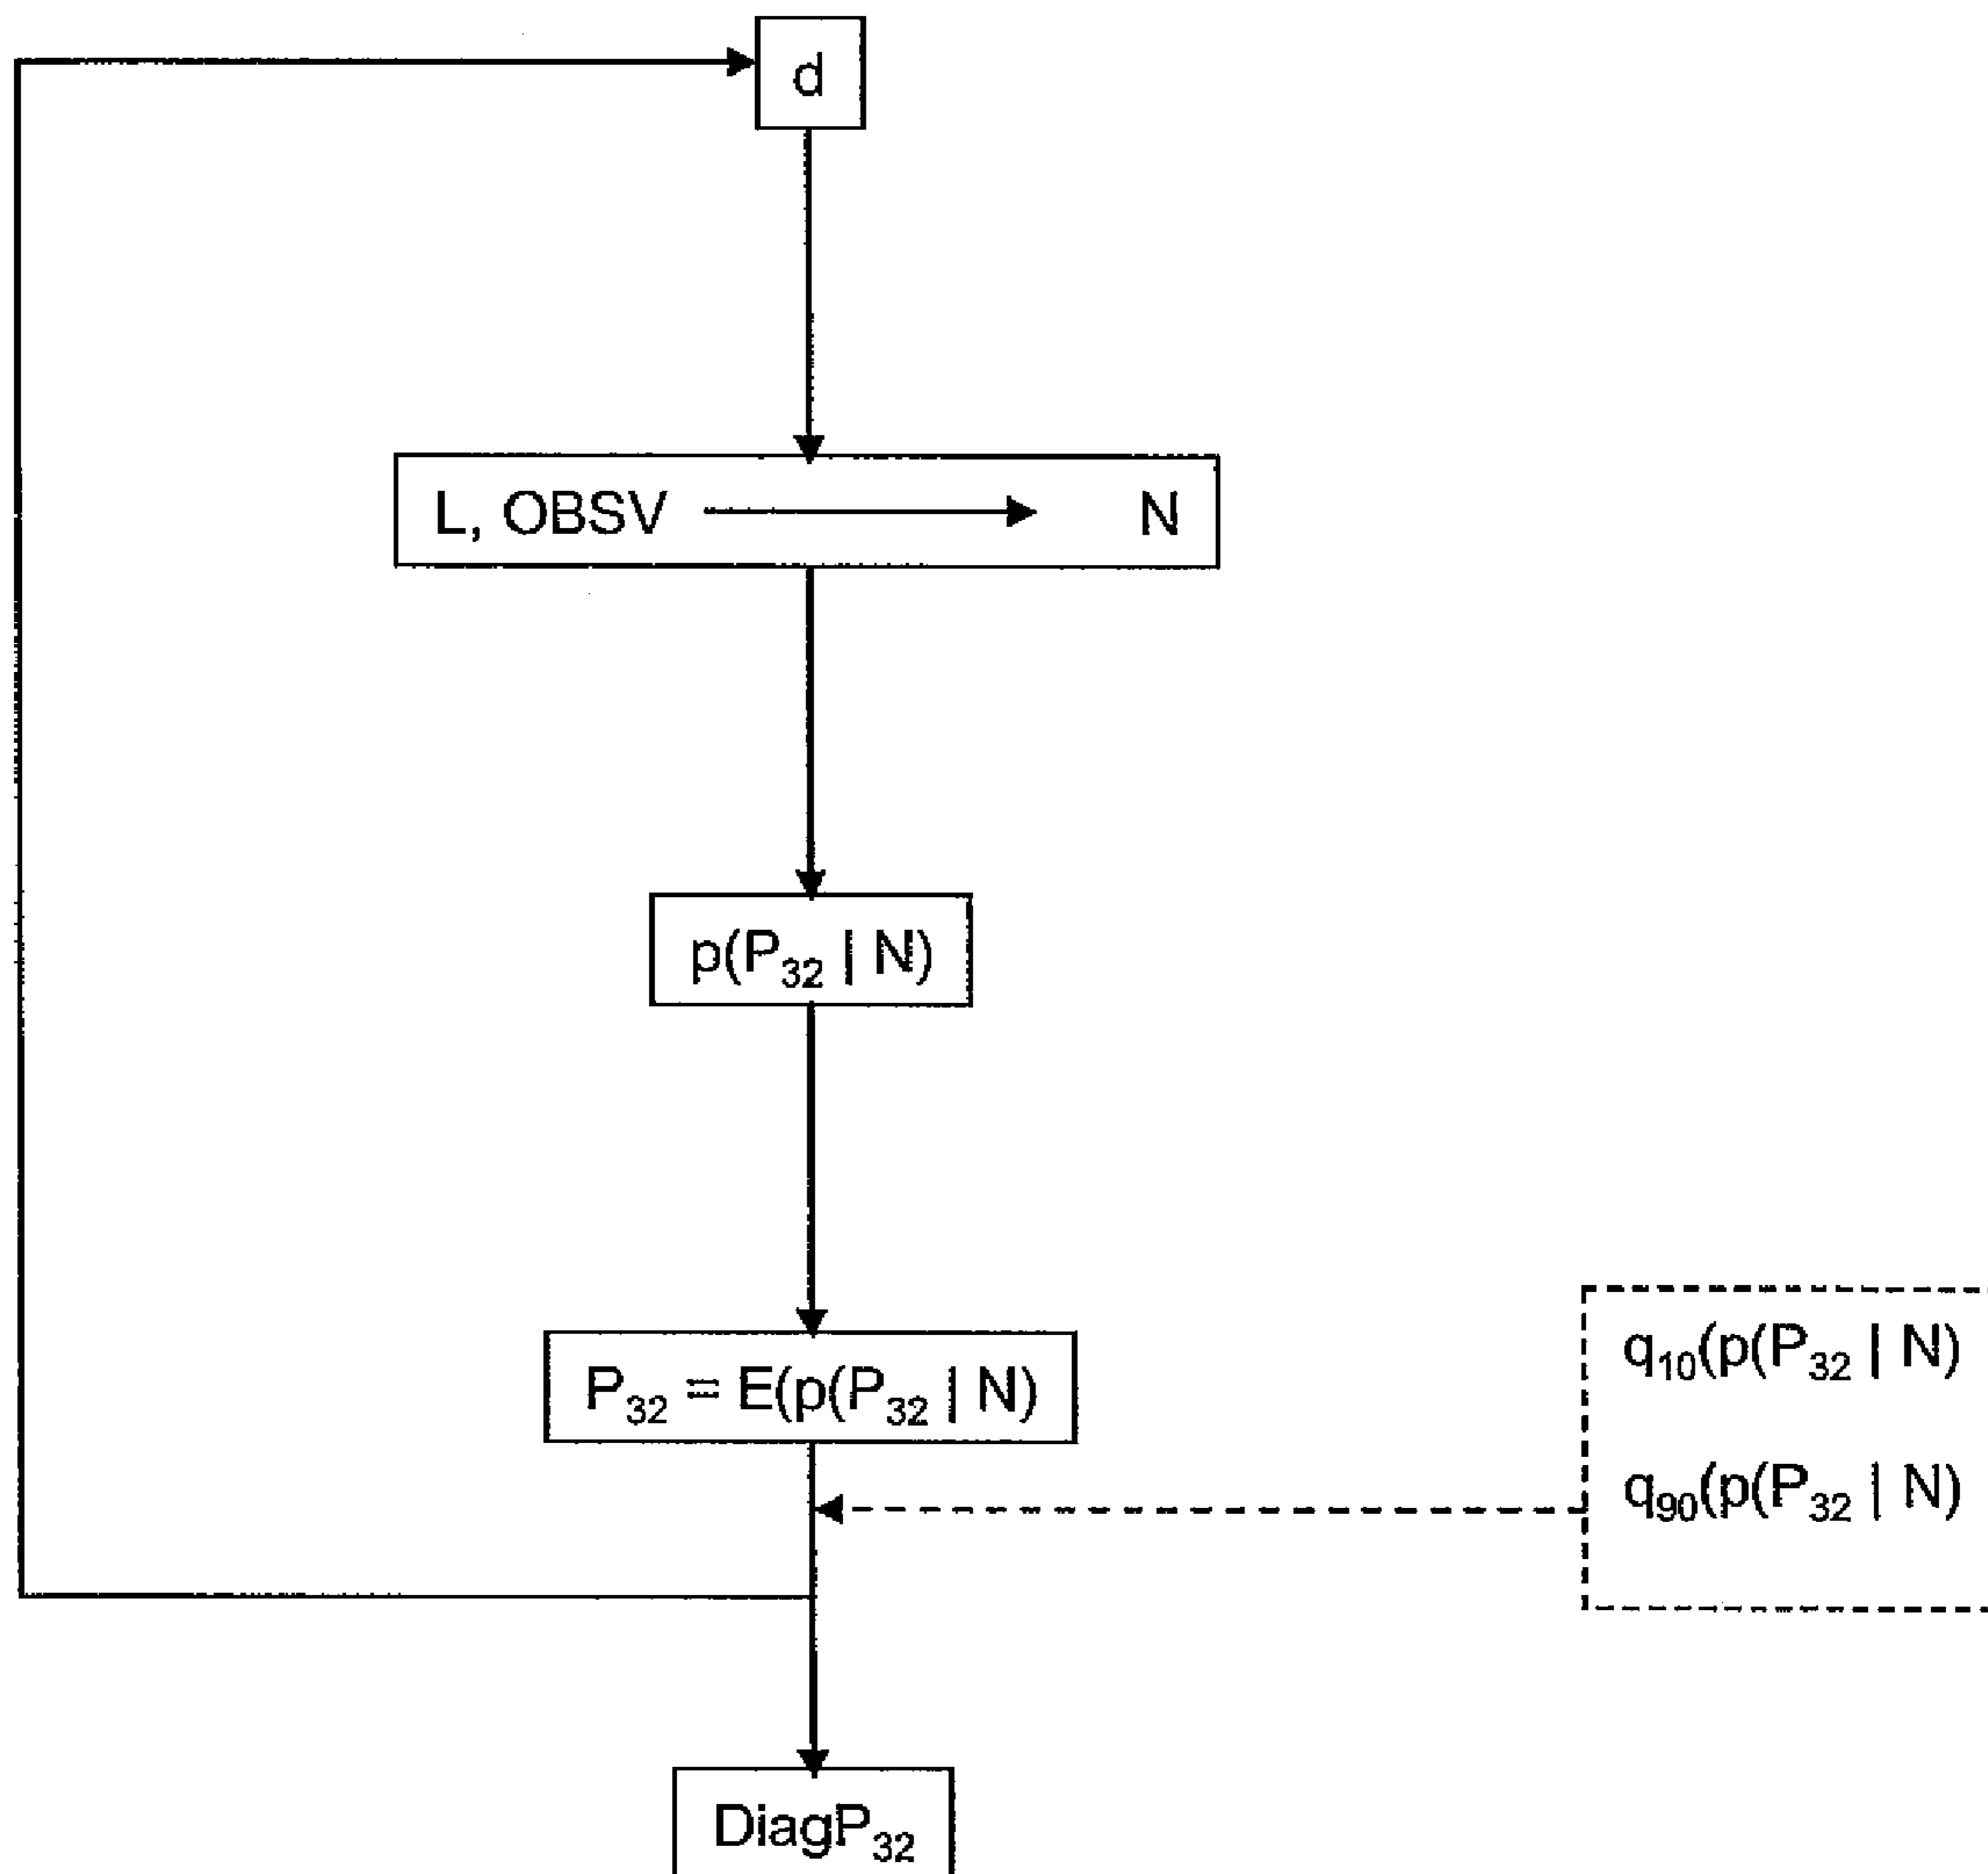 d
L, OBSV → N
p(P₃₂ | N)
P₃₂ = E(p(P₃₂ | N)
q₁₀(p(P₃₂ | N)
q₉₀(p(P₃₂ | N)
DiagP₃₂